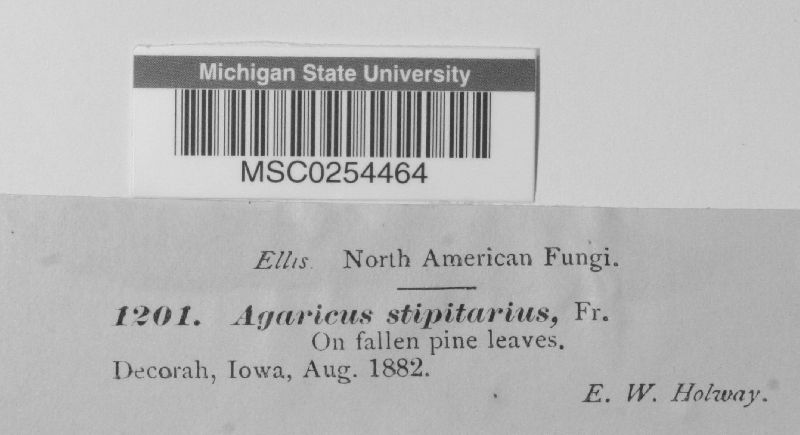 Michigan State University
MSC0254464
Ellis. North American Fungi.
1201. Agaricus stipitarius, Fr.
On fallen pine leaves.
Decorah, Iowa, Aug. 1882.
E. W. Holway.